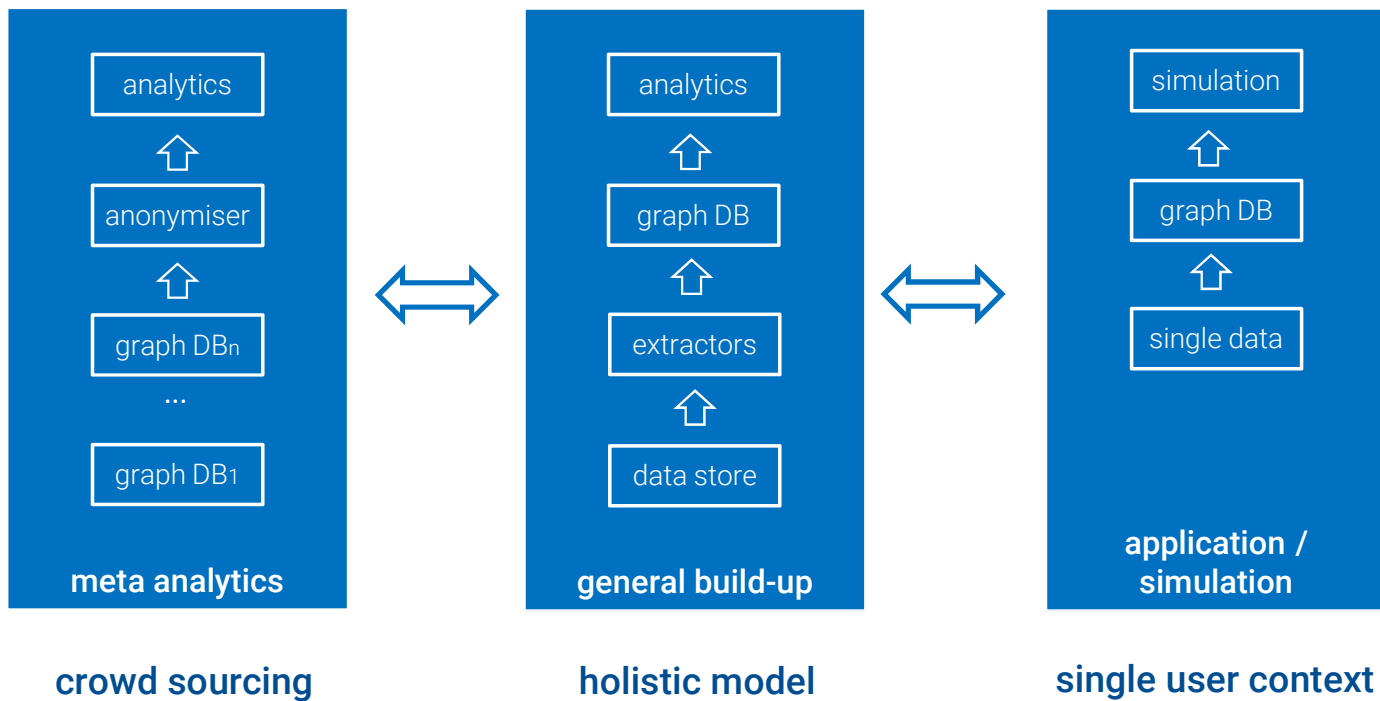 analytics
anonymiser
graph DBn
...
graph DB1
meta analytics
crowd sourcing
analytics
graph DB
extractors
data store
general build-up
holistic model
simulation
graph DB
single data
application /
simulation
single user context